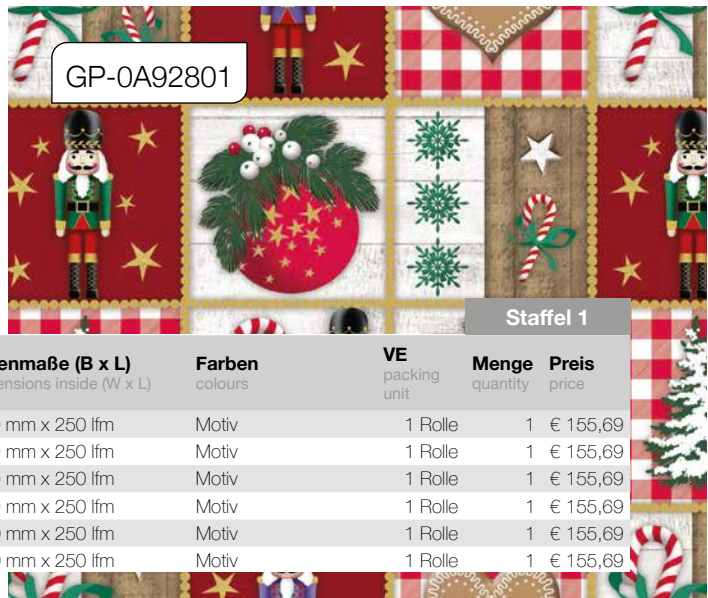 GP-0A92801
Staffel 1
(B x L) Farben VE Menge Preis
inside (W x L) colours packing unit quantity price
mm x 250 lfm Motiv 1 Rolle 1 € 155,69
mm x 250 lfm Motiv 1 Rolle 1 € 155,69
mm x 250 lfm Motiv 1 Rolle 1 € 155,69
mm x 250 lfm Motiv 1 Rolle 1 € 155,69
mm x 250 lfm Motiv 1 Rolle 1 € 155,69
mm x 250 lfm Motiv 1 Rolle 1 € 155,69